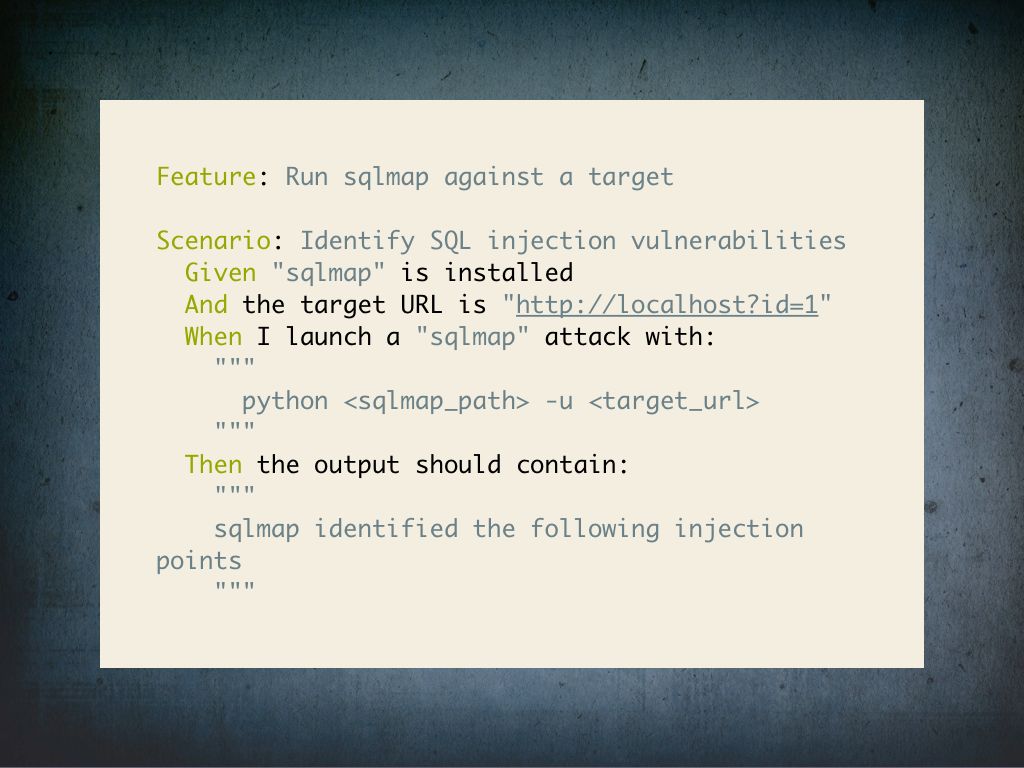 Feature: Run sqlmap against a target
Scenario: Identify SQL injection vulnerabilities
Given "sqlmap" is installed
And the target URL is "http://localhost?id=1"
When I launch a "sqlmap" attack with:
"""
python <sqlmap_path> -u <target_url>
"""
Then the output should contain:
"""
sqlmap identified the following injection
points
"""